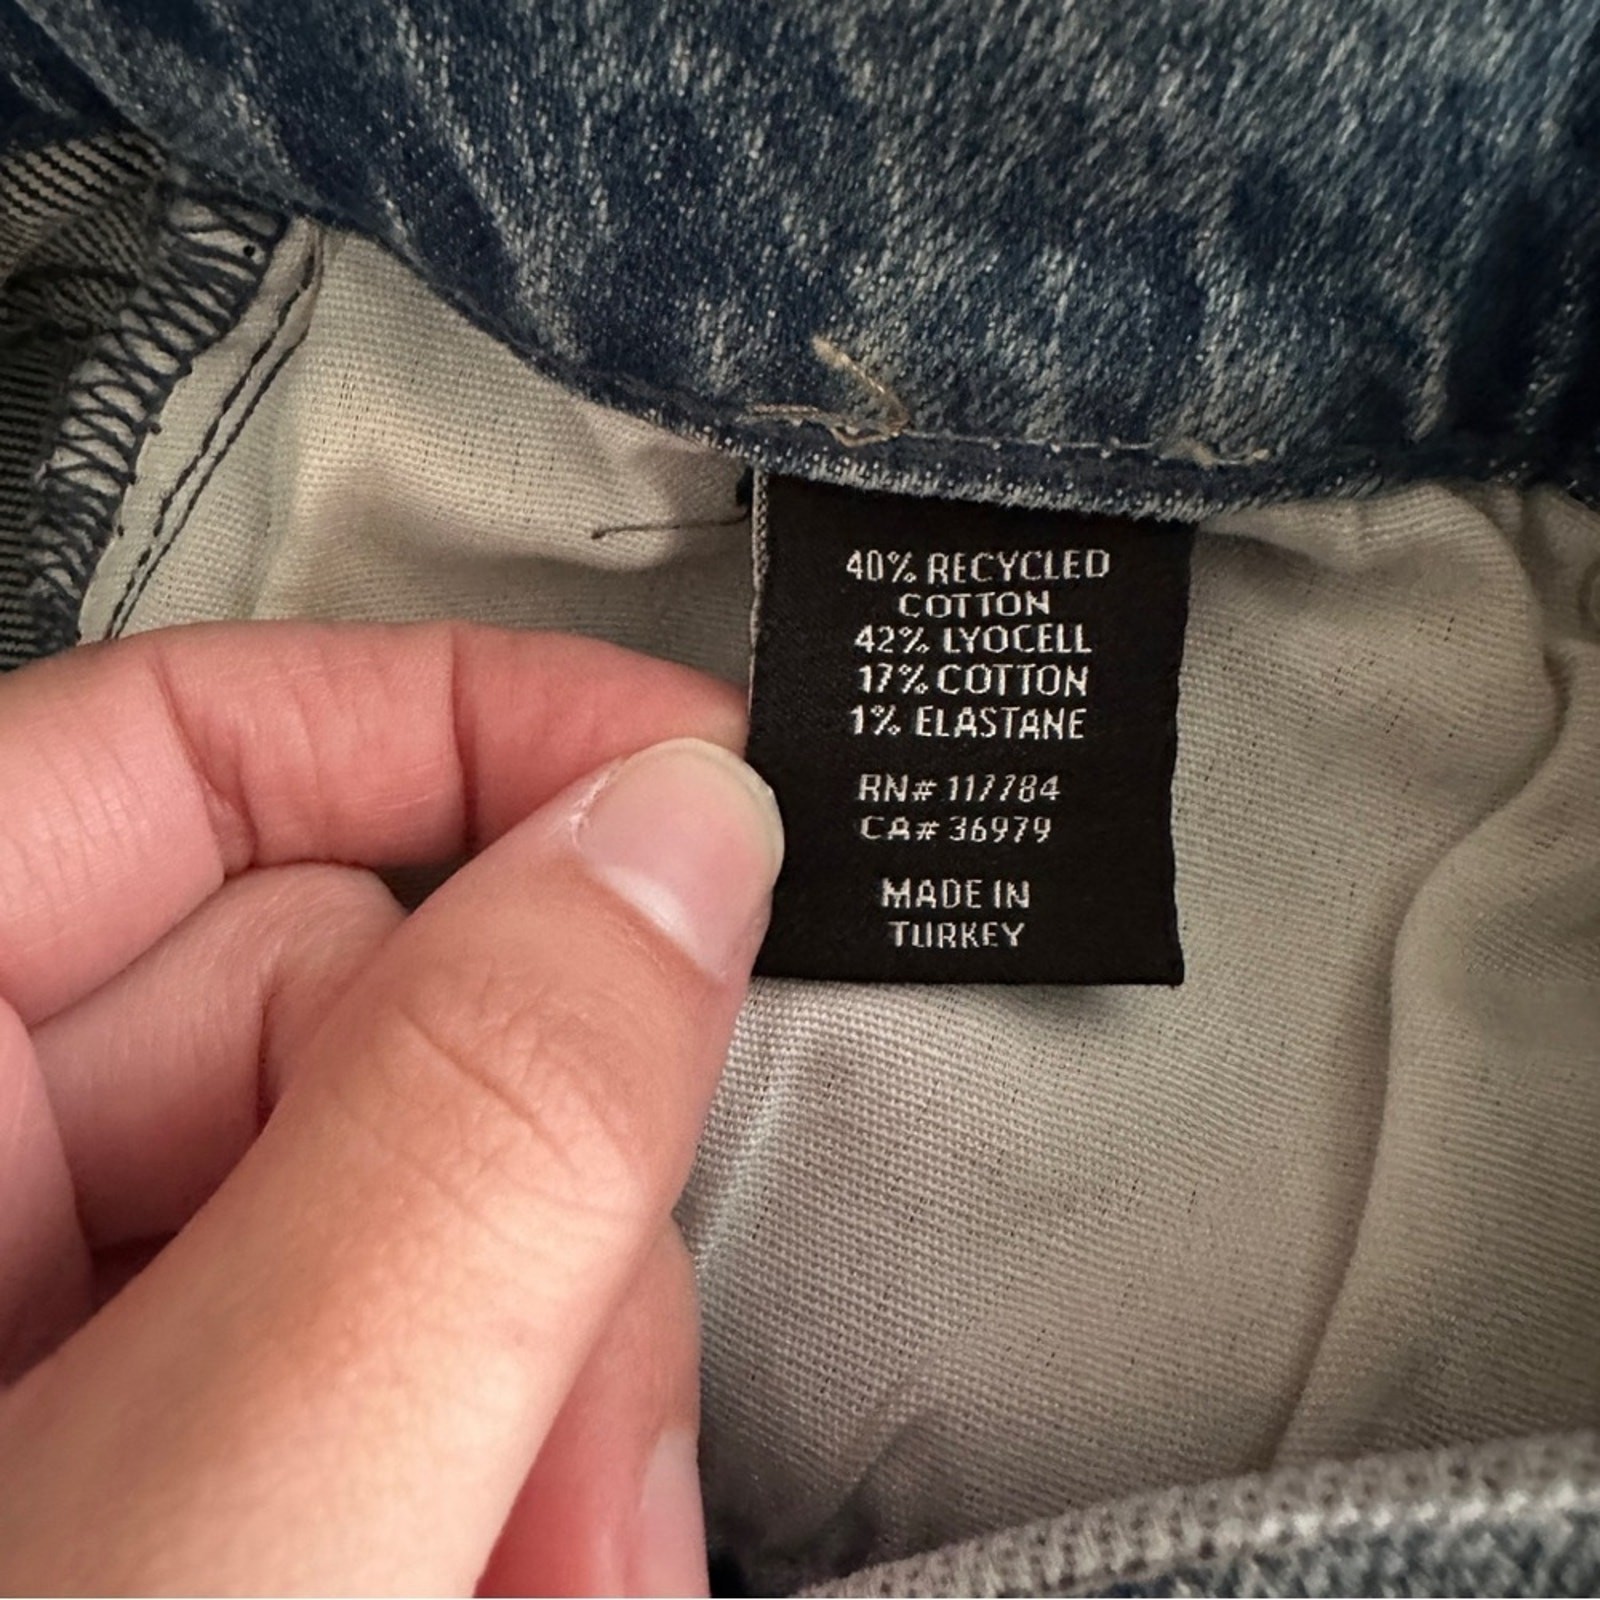 40% RECYCLED
COTTON
42% LYOCELL
17% COTTON
1% ELASTANE
RN# 117784
CA# 36979
MADE IN
TURKEY